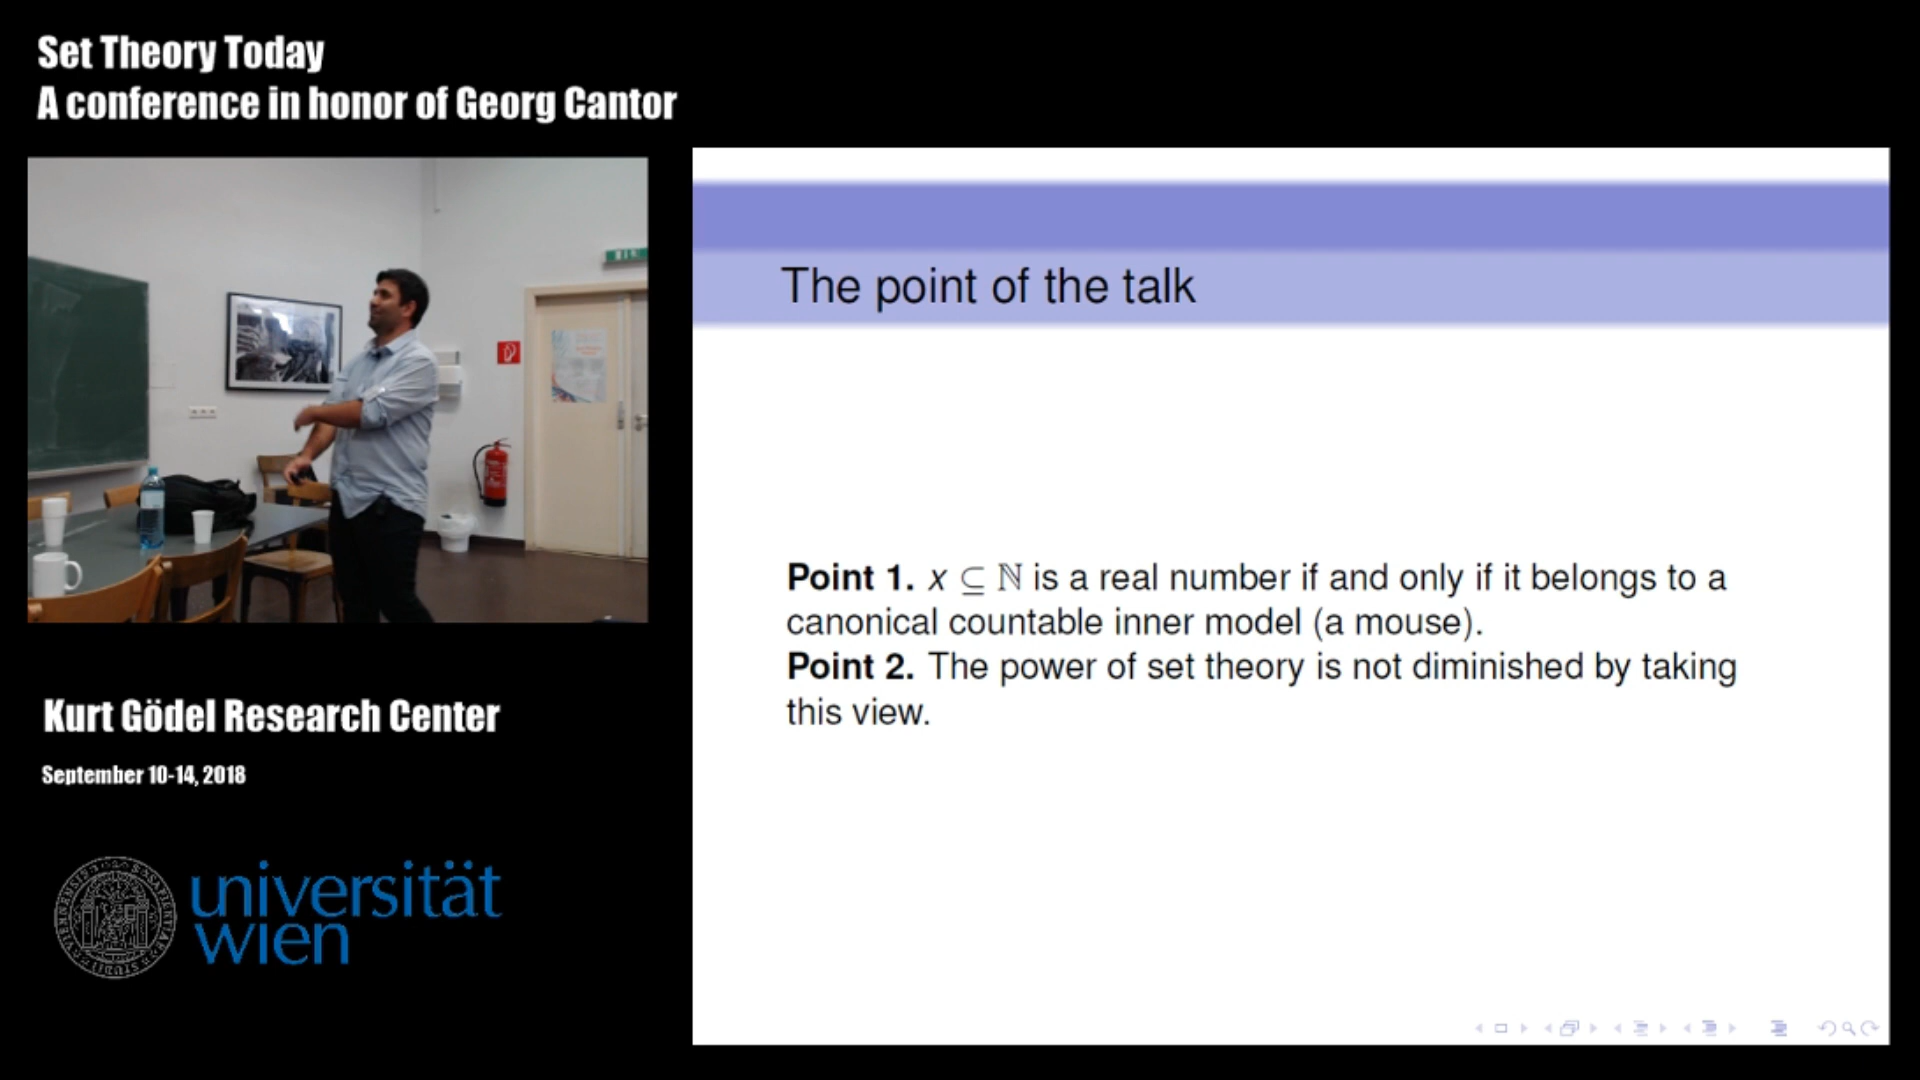 Set Theory Today
A conference in honor of Georg Cantor
The point of the talk
Point 1. x ⊆ ℕ is a real number if and only if it belongs to a
canonical countable inner model (a mouse).
Point 2. The power of set theory is not diminished by taking
this view.
Kurt Gödel Research Center
September 10-14, 2018
universität
wien